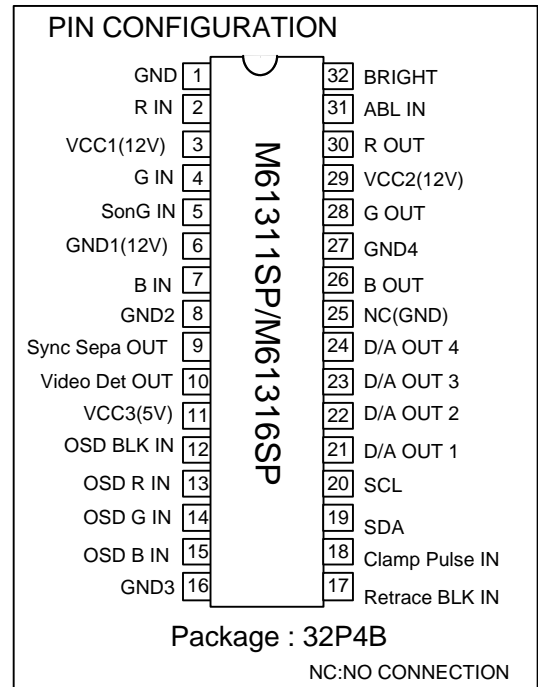 PIN CONFIGURATION
GND 1
R IN 2
VCC1(12V) 3
G IN 4
SonG IN 5
GND1(12V) 6
B IN 7
GND2 8
Sync Sepa OUT 9
Video Det OUT 10
VCC3(5V) 11
OSD BLK IN 12
OSD R IN 13
OSD G IN 14
OSD B IN 15
GND3 16
M61311SP/M61316SP
32 BRIGHT
31 ABL IN
30 R OUT
29 VCC2(12V)
28 G OUT
27 GND4
26 B OUT
25 NC(GND)
24 D/A OUT 4
23 D/A OUT 3
22 D/A OUT 2
21 D/A OUT 1
20 SCL
19 SDA
18 Clamp Pulse IN
17 Retrace BLK IN
Package : 32P4B
NC:NO CONNECTION